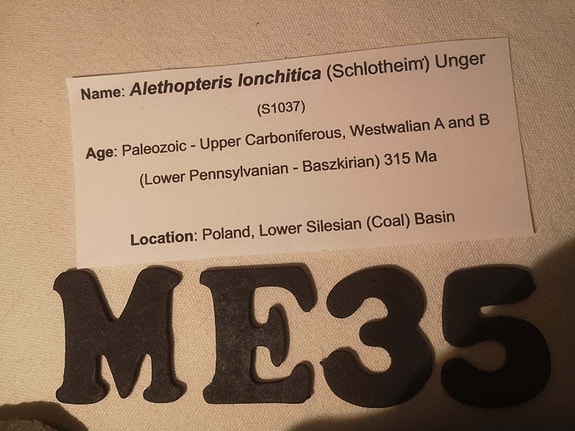 Name: Alethopteris lonchitica (Schlotheim) Unger
(S1037)
Age: Paleozoic - Upper Carboniferous, Westwalian A and B
(Lower Pennsylvanian - Baszkirian) 315 Ma
Location: Poland, Lower Silesian (Coal) Basin
ME35